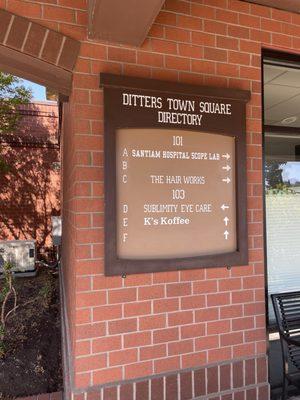 DITTERS TOWN SQUARE
DIRECTORY
101
A SANTIAM HOSPITAL SCOPE LAB →
B →
C THE HAIR WORKS →
103
D SUBLIMITY EYE CARE ←
E K's Koffee ↑
F ↑